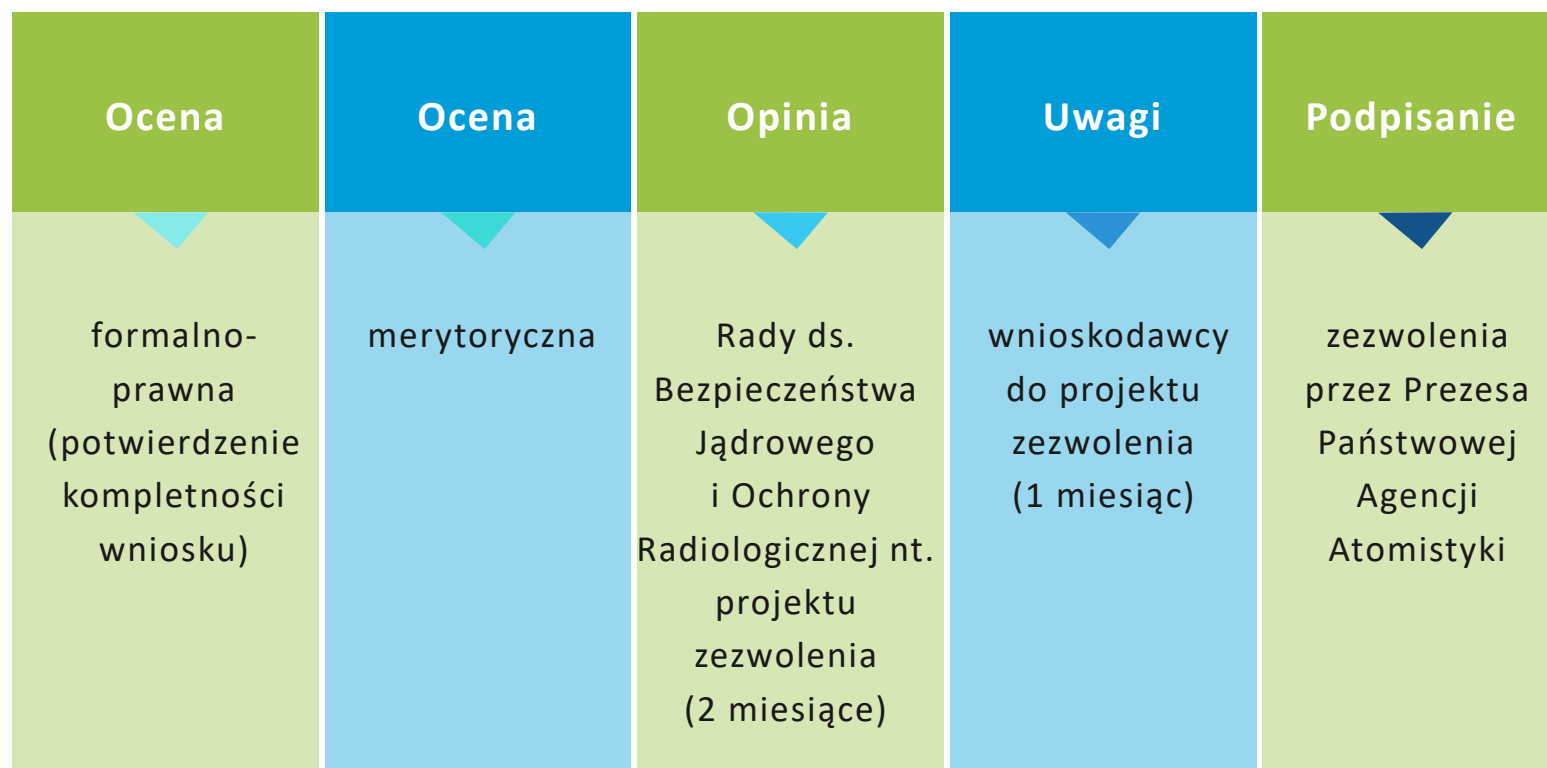 Ocena
formalno-
prawna
(potwierdzenie
kompletności
wniosku)
Ocena
merytoryczna
Opinia
Rady ds.
Bezpieczeństwa
Jądrowego
i Ochrony
Radiologicznej nt.
projektu
zezwolenia
(2 miesiące)
Uwagi
wnioskodawcy
do projektu
zezwolenia
(1 miesiąc)
Podpisanie
zezwolenia
przez Prezesa
Państwowej
Agencji
Atomistyki